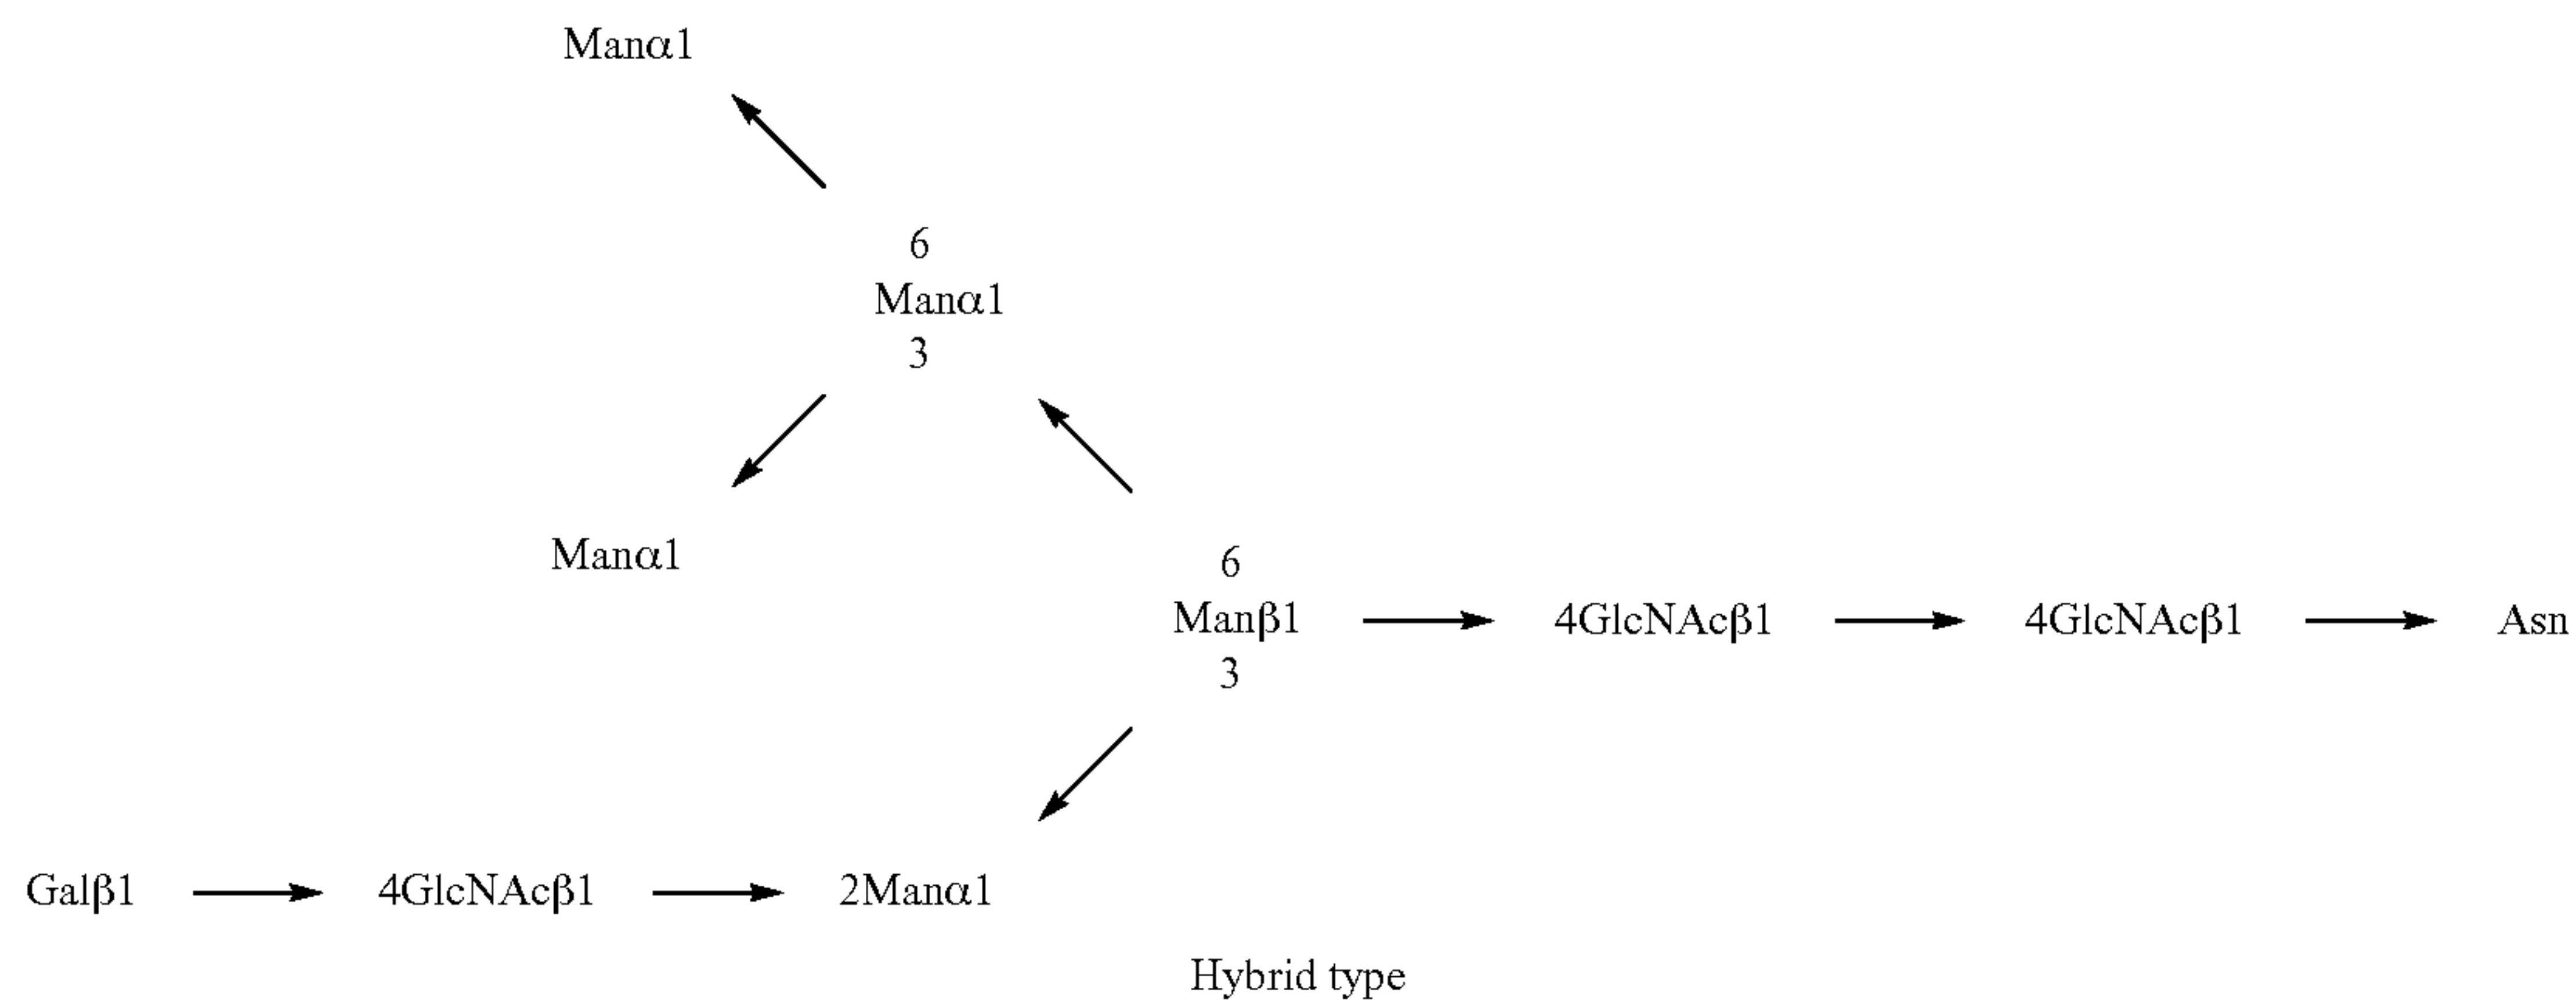 Manα1
6
Manα1
3
Manα1
6
Manβ1
4GlcNAcβ1
4GlcNAcβ1
Asn
3
Galβ1
4GlcNAcβ1
2Manα1
Hybrid type